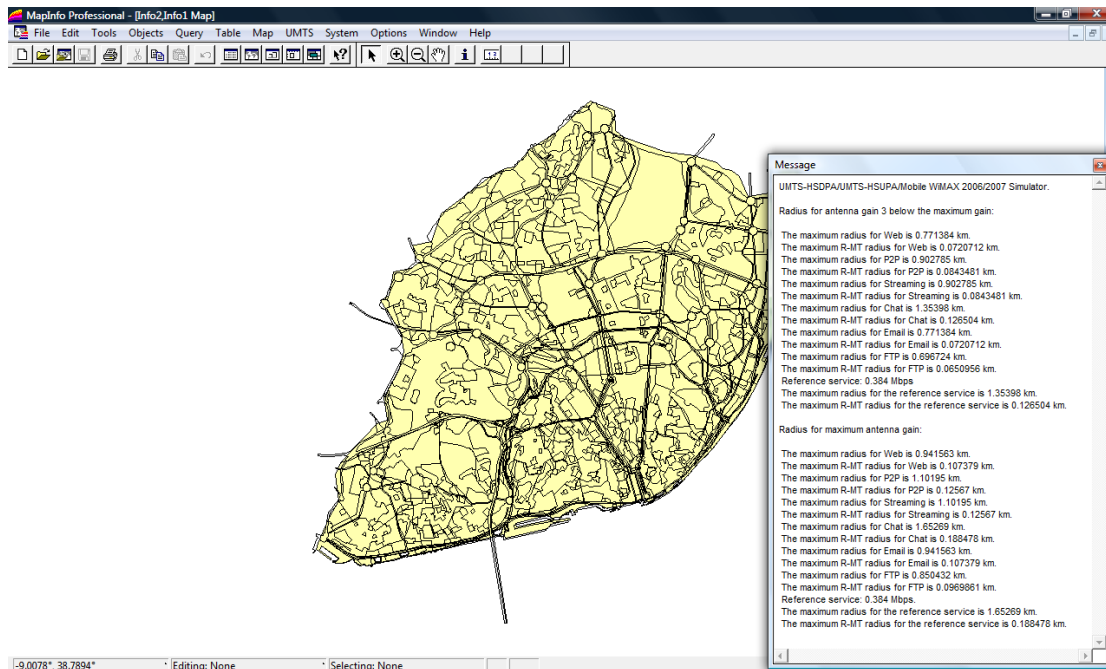 MapInfo Professional - [Info2,Info1 Map]
File Edit Tools Objects Query Table Map UMTS System Options Window Help
Message
UMTS-HSDPA/UMTS-HSUPA/Mobile WiMAX 2006/2007 Simulator.
Radius for antenna gain 3 below the maximum gain:
The maximum radius for Web is 0.771384 km.
The maximum R-MT radius for Web is 0.0720712 km.
The maximum radius for P2P is 0.902785 km.
The maximum R-MT radius for P2P is 0.0843481 km.
The maximum radius for Streaming is 0.902785 km.
The maximum R-MT radius for Streaming is 0.0843481 km.
The maximum radius for Chat is 1.35398 km.
The maximum R-MT radius for Chat is 0.126504 km.
The maximum radius for Email is 0.771384 km.
The maximum R-MT radius for Email is 0.0720712 km.
The maximum radius for FTP is 0.696724 km.
The maximum R-MT radius for FTP is 0.0650956 km.
Reference service: 0.384 Mbps
The maximum radius for the reference service is 1.35398 km.
The maximum R-MT radius for the reference service is 0.126504 km.
Radius for maximum antenna gain:
The maximum radius for Web is 0.941563 km.
The maximum R-MT radius for Web is 0.107379 km.
The maximum radius for P2P is 1.10195 km.
The maximum R-MT radius for P2P is 0.12567 km.
The maximum radius for Streaming is 1.10195 km.
The maximum R-MT radius for Streaming is 0.12567 km.
The maximum radius for Chat is 1.65269 km.
The maximum R-MT radius for Chat is 0.188478 km.
The maximum radius for Email is 0.941563 km.
The maximum R-MT radius for Email is 0.107379 km.
The maximum radius for FTP is 0.850432 km.
The maximum R-MT radius for FTP is 0.0969861 km.
Reference service: 0.384 Mbps.
The maximum radius for the reference service is 1.65269 km.
The maximum R-MT radius for the reference service is 0.188478 km.
-9.0078°, 38.7894° Editing: None Selecting: None